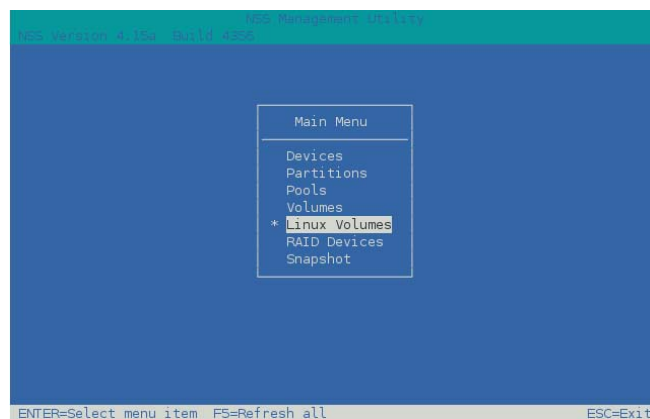 NSS Management Utility
NSS Version 4.15a Build 4356
Main Menu
Devices
Partitions
Pools
Volumes
* Linux Volumes
RAID Devices
Snapshot
ENTER=Select menu item F5=Refresh all ESC=Exit